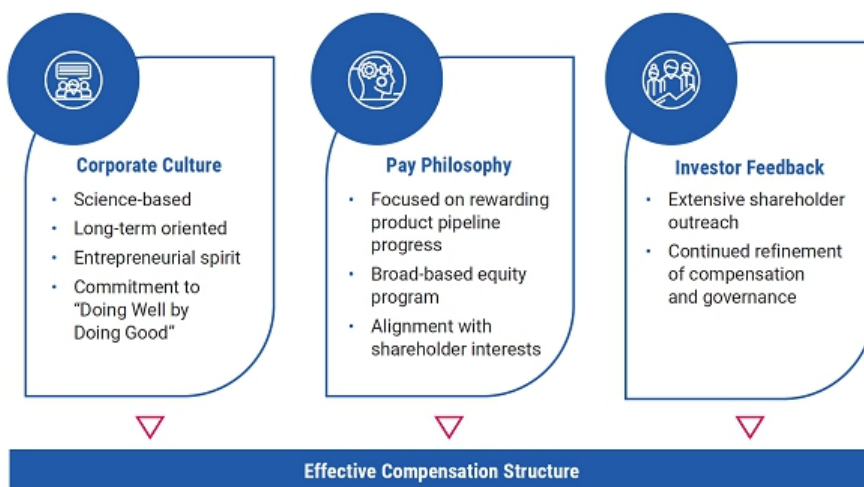 Corporate Culture
• Science-based
• Long-term oriented
• Entrepreneurial spirit
• Commitment to
“Doing Well by
Doing Good”
Pay Philosophy
• Focused on rewarding
product pipeline
progress
• Broad-based equity
program
• Alignment with
shareholder interests
Investor Feedback
• Extensive shareholder
outreach
• Continued refinement
of compensation
and governance
Effective Compensation Structure